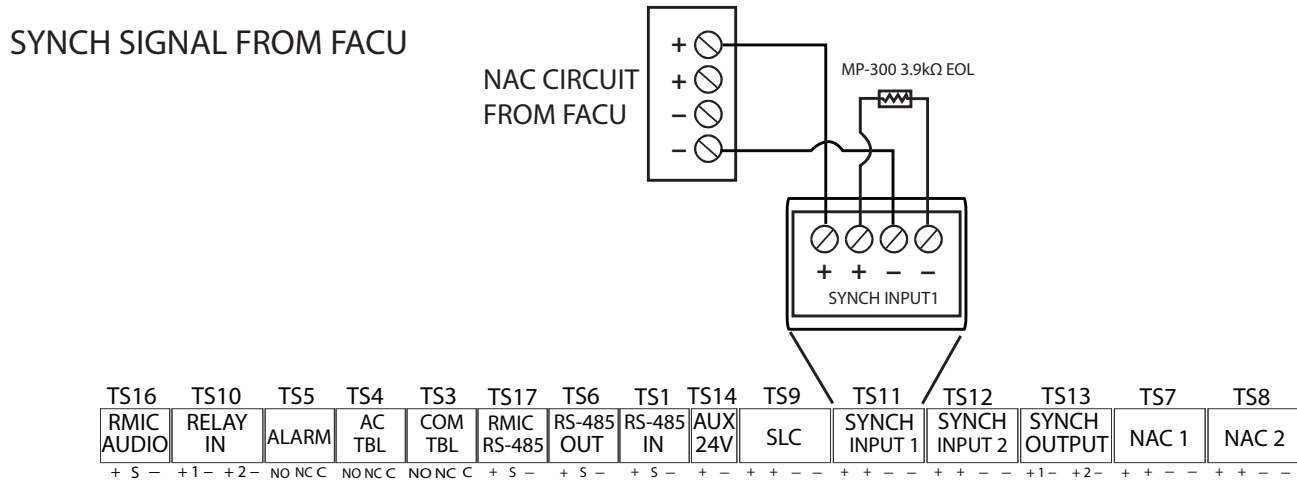 SYNCH SIGNAL FROM FACU
NAC CIRCUIT
FROM FACU
+
+
−
−
MP-300 3.9kΩ EOL
+ + − −
SYNCH INPUT1
TS16 TS10 TS5 TS4 TS3 TS17 TS6 TS1 TS14 TS9 TS11 TS12 TS13 TS7 TS8
RMIC AUDIO RELAY IN ALARM AC TBL COM TBL RMIC RS-485 RS-485 OUT RS-485 IN AUX 24V SLC SYNCH INPUT 1 SYNCH INPUT 2 SYNCH OUTPUT NAC 1 NAC 2
+ S − + 1 − + 2 − NO NC C NO NC C NO NC C + S − + S − + S − + − + + − − + + − − + + − − + 1 − + 2 − + + − − + + − −